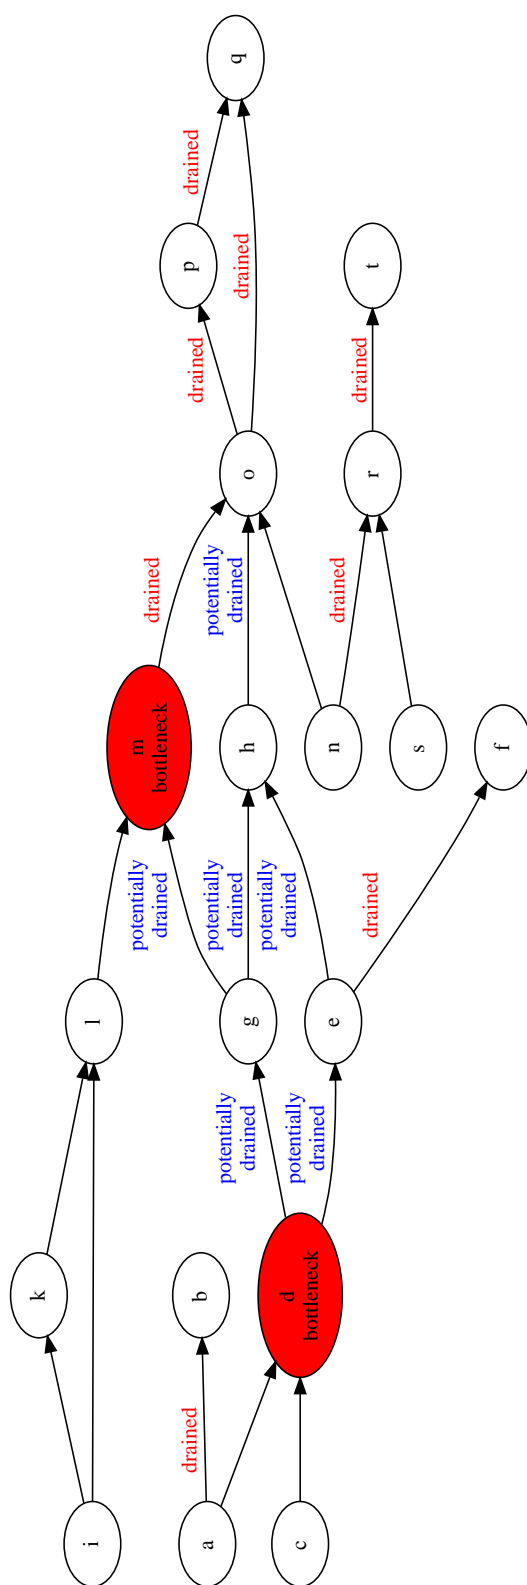 k
i
l
m
bottleneck
potentially
drained
drained
drained
p
drained
drained
b
a
potentially
drained
potentially
drained
potentially
drained
drained
q
g
h
o
potentially
drained
potentially
drained
c
d
bottleneck
e
n
drained
drained
drained
r
t
s
f